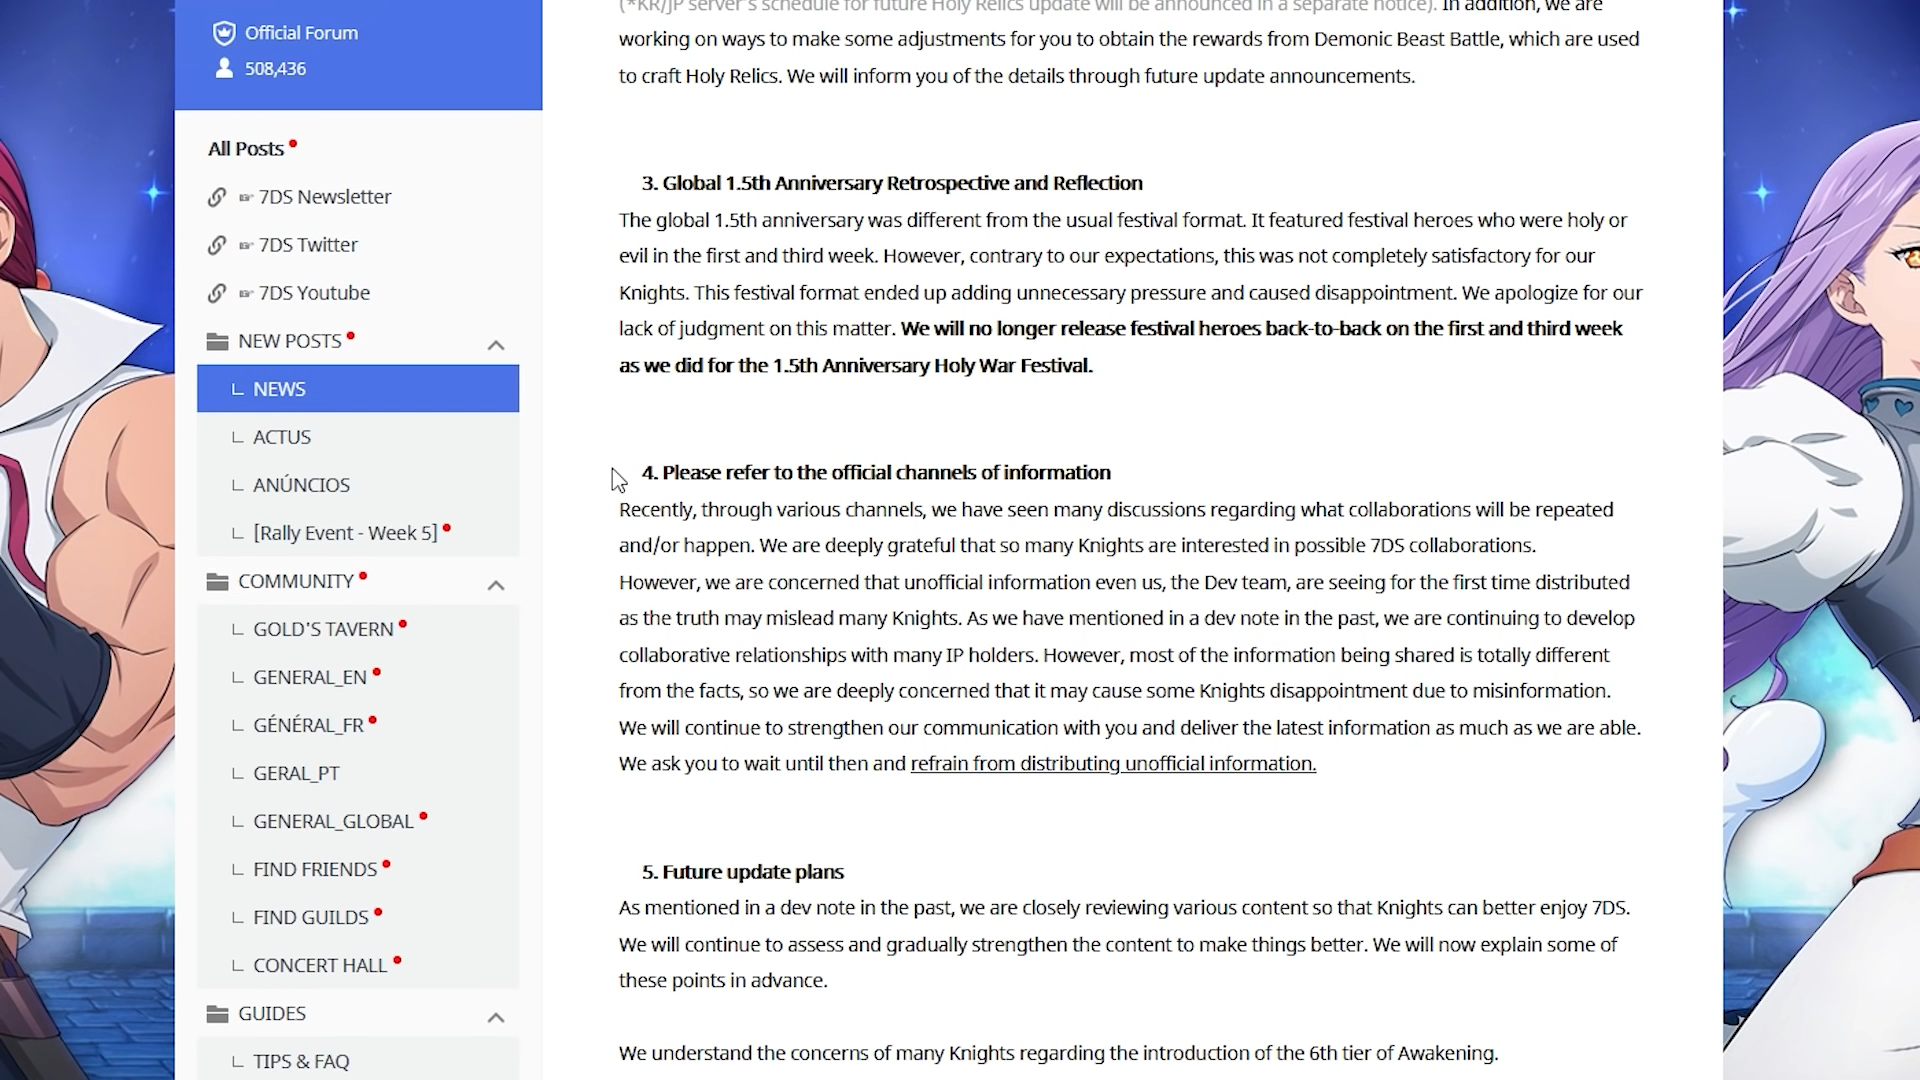 Official Forum
508,436
All Posts
7DS Newsletter
7DS Twitter
7DS Youtube
NEW POSTS
NEWS
ACTUS
ANÚNCIOS
[Rally Event - Week 5]
COMMUNITY
GOLD'S TAVERN
GENERAL_EN
GÉNÉRAL_FR
GERAL_PT
GENERAL_GLOBAL
FIND FRIENDS
FIND GUILDS
CONCERT HALL
GUIDES
TIPS & FAQ
(*KR/JP server's schedule for future Holy Relics update will be announced in a separate notice). In addition, we are
working on ways to make some adjustments for you to obtain the rewards from Demonic Beast Battle, which are used
to craft Holy Relics. We will inform you of the details through future update announcements.
3. Global 1.5th Anniversary Retrospective and Reflection
The global 1.5th anniversary was different from the usual festival format. It featured festival heroes who were holy or
evil in the first and third week. However, contrary to our expectations, this was not completely satisfactory for our
Knights. This festival format ended up adding unnecessary pressure and caused disappointment. We apologize for our
lack of judgment on this matter. We will no longer release festival heroes back-to-back on the first and third week
as we did for the 1.5th Anniversary Holy War Festival.
4. Please refer to the official channels of information
Recently, through various channels, we have seen many discussions regarding what collaborations will be repeated
and/or happen. We are deeply grateful that so many Knights are interested in possible 7DS collaborations.
However, we are concerned that unofficial information even us, the Dev team, are seeing for the first time distributed
as the truth may mislead many Knights. As we have mentioned in a dev note in the past, we are continuing to develop
collaborative relationships with many IP holders. However, most of the information being shared is totally different
from the facts, so we are deeply concerned that it may cause some Knights disappointment due to misinformation.
We will continue to strengthen our communication with you and deliver the latest information as much as we are able.
We ask you to wait until then and refrain from distributing unofficial information.
5. Future update plans
As mentioned in a dev note in the past, we are closely reviewing various content so that Knights can better enjoy 7DS.
We will continue to assess and gradually strengthen the content to make things better. We will now explain some of
these points in advance.
We understand the concerns of many Knights regarding the introduction of the 6th tier of Awakening.